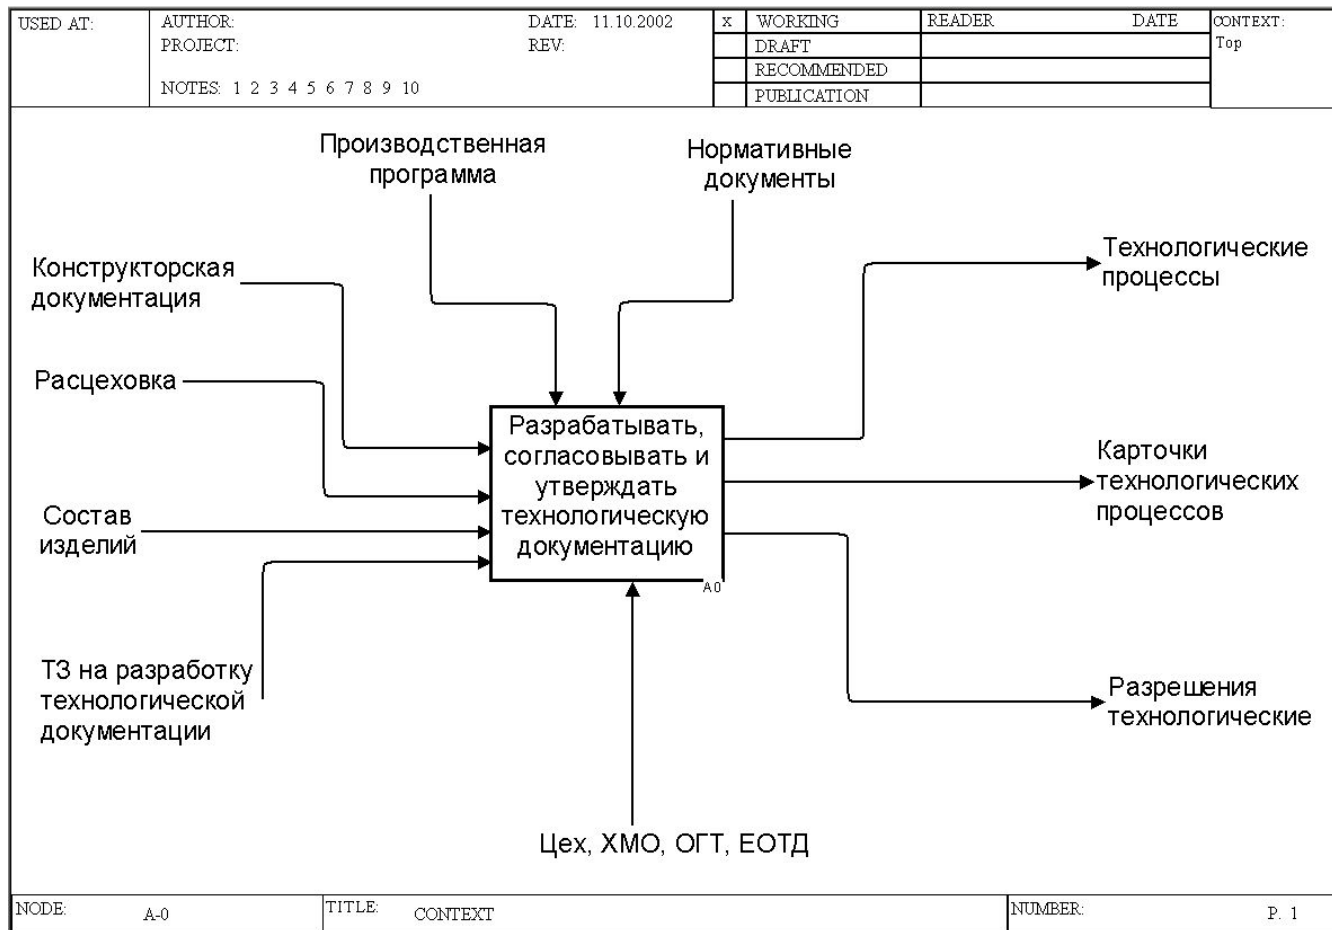 USED AT:
AUTHOR:
DATE: 11.10.2002
PROJECT:
REV:
NOTES: 1 2 3 4 5 6 7 8 9 10
x WORKING
DRAFT
RECOMMENDED
PUBLICATION
READER DATE
CONTEXT:
Top
Производственная
программа
Нормативные
документы
Конструкторская
документация
Расцеховка
Состав
изделий
ТЗ на разработку
технологической
документации
Разрабатывать,
согласовывать и
утверждать
технологическую
документацию
A0
Технологические
процессы
Карточки
технологических
процессов
Разрешения
технологические
Цех, ХМО, ОГТ, ЕОТД
NODE: A-0
TITLE: CONTEXT
NUMBER: P. 1